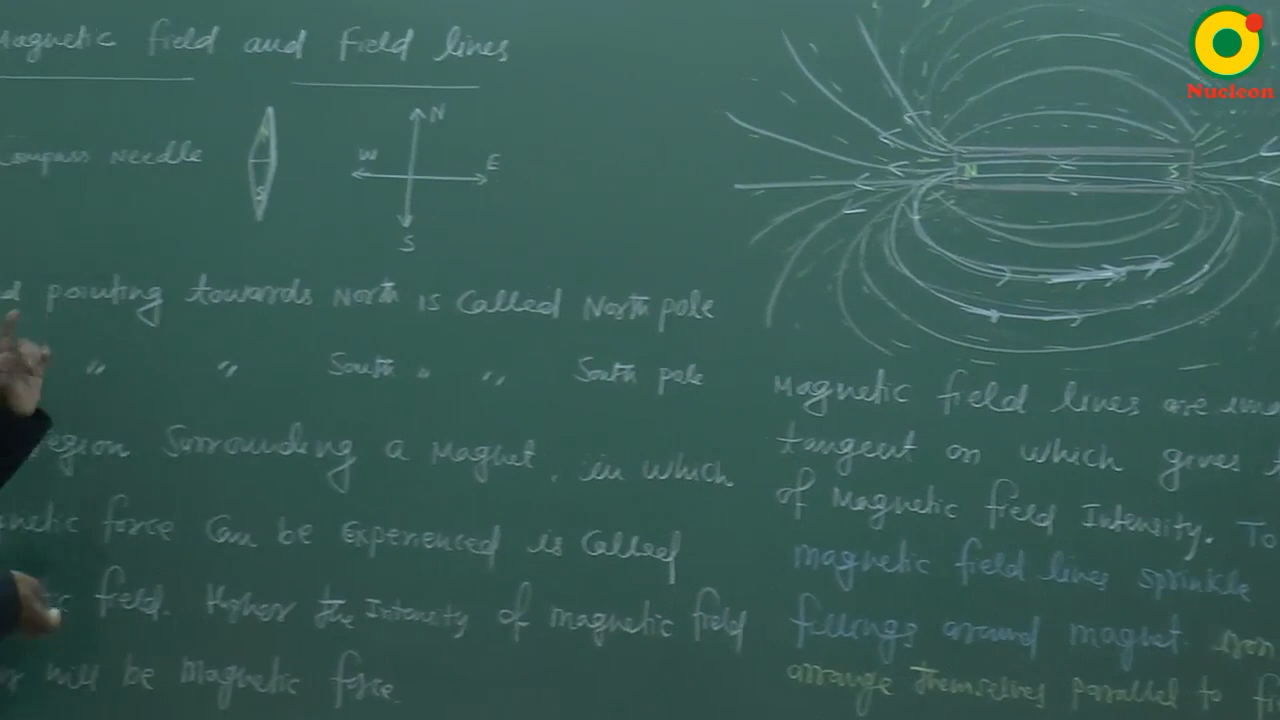 Magnetic field and Field lines
Compass Needle
S
N
W
E
S
pointing towards North is Called North pole
" " South " " South pole
region Surrounding a Magnet, in which
netic force Can be Experienced is Called
field. Higher the Intensity of magnetic field
will be Magnetic force
N
S
Magnetic field lines are
tangent on which gives
of Magnetic field Intensity. To
magnetic field lines sprinkle
fillings around magnet. Iron
arrange themselves parallel to
Nucleon